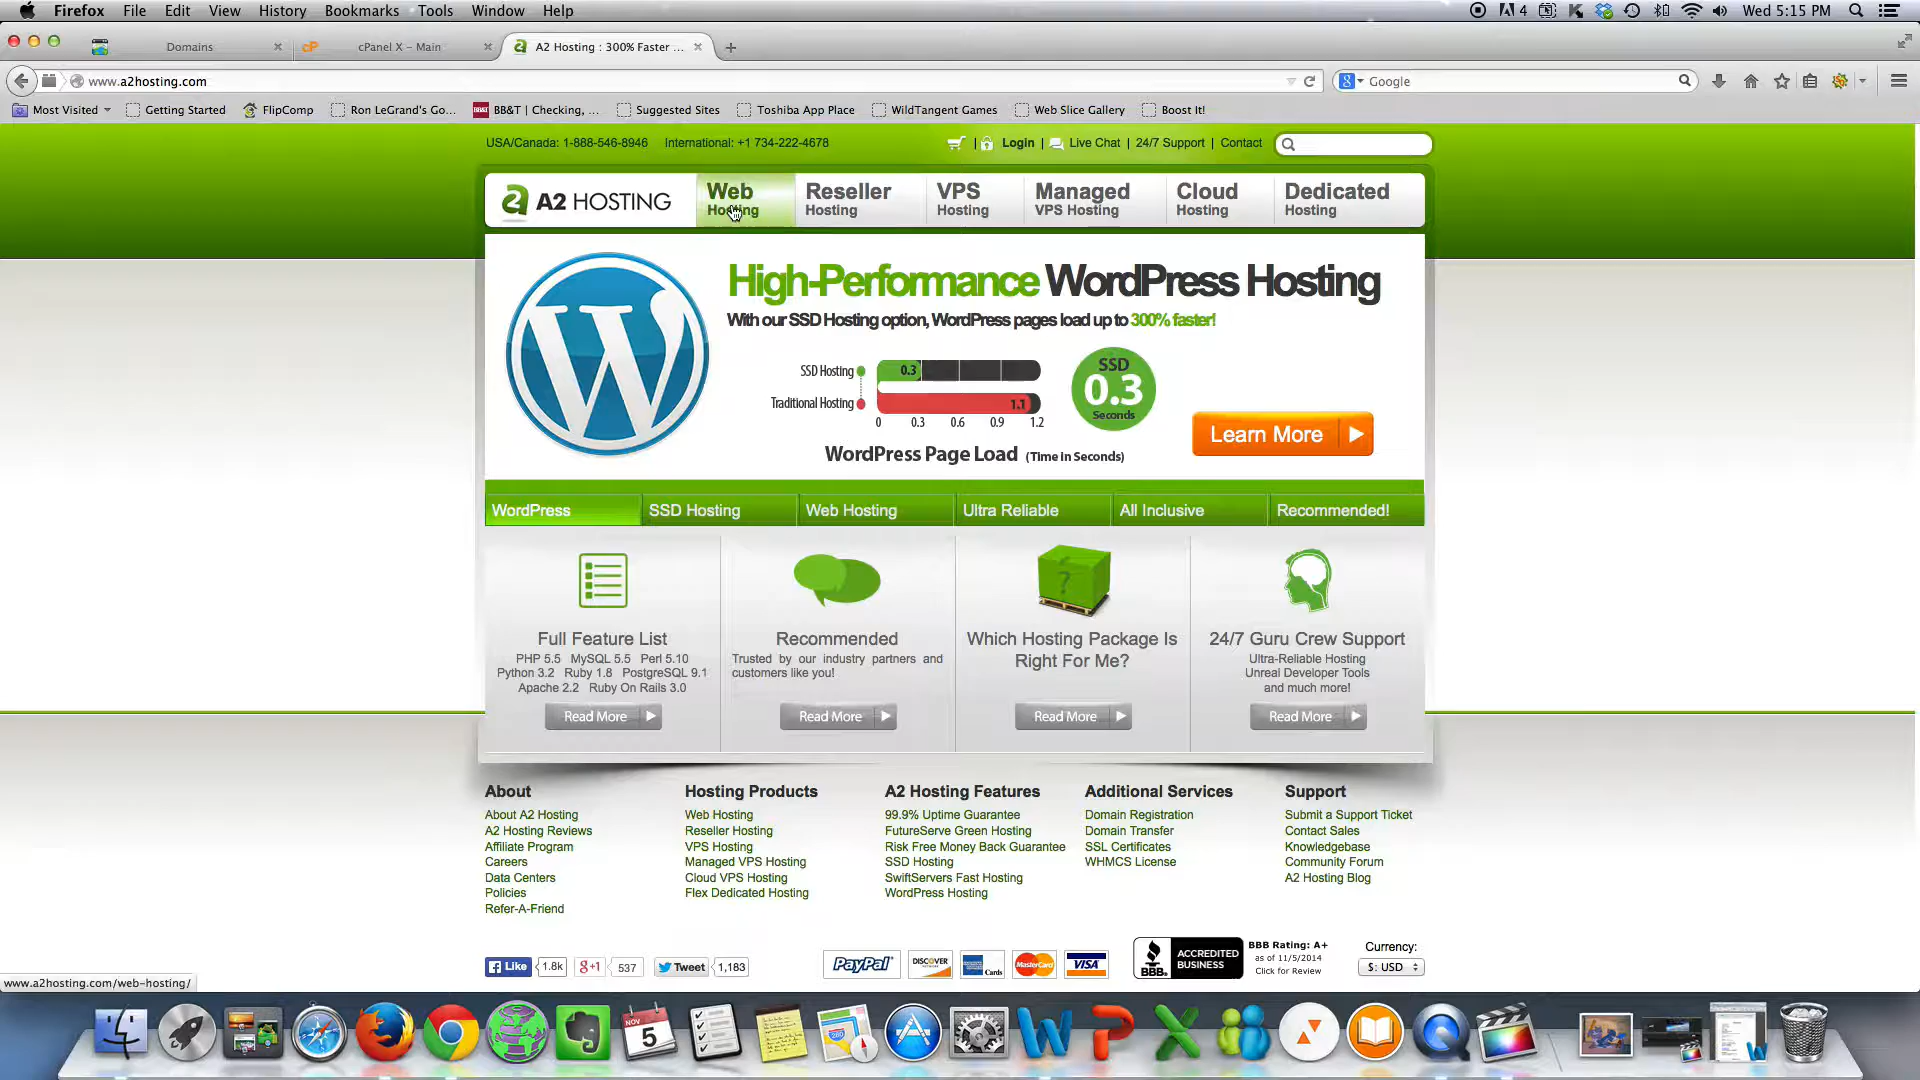 Firefox File Edit View History Bookmarks Tools Window Help 4 Wed 5:15 PM
Domains cPanel X - Main A2 Hosting : 300% Faster ...
www.a2hosting.com Google
Most Visited Getting Started FlipComp Ron LeGrand's Go... BB&T | Checking, ... Suggested Sites Toshiba App Place WildTangent Games Web Slice Gallery Boost It!
USA/Canada: 1-888-546-8946 International: +1 734-222-4678 | Login | Live Chat | 24/7 Support | Contact
A2 HOSTING
Web
Hosting
Reseller
Hosting
VPS
Hosting
Managed
VPS Hosting
Cloud
Hosting
Dedicated
Hosting
High-Performance WordPress Hosting
With our SSD Hosting option, WordPress pages load up to 300% faster!
SSD Hosting 0.3
Traditional Hosting 1.1
0 0.3 0.6 0.9 1.2
WordPress Page Load (Time in Seconds)
SSD
0.3
Seconds
Learn More
WordPress SSD Hosting Web Hosting Ultra Reliable All Inclusive Recommended!
Full Feature List
PHP 5.5 MySQL 5.5 Perl 5.10
Python 3.2 Ruby 1.8 PostgreSQL 9.1
Apache 2.2 Ruby On Rails 3.0
Read More
Recommended
Trusted by our industry partners and
customers like you!
Read More
?
Which Hosting Package Is
Right For Me?
Read More
24/7 Guru Crew Support
Ultra-Reliable Hosting
Unreal Developer Tools
and much more!
Read More
About
About A2 Hosting
A2 Hosting Reviews
Affiliate Program
Careers
Data Centers
Policies
Refer-A-Friend
Hosting Products
Web Hosting
Reseller Hosting
VPS Hosting
Managed VPS Hosting
Cloud VPS Hosting
Flex Dedicated Hosting
A2 Hosting Features
99.9% Uptime Guarantee
FutureServe Green Hosting
Risk Free Money Back Guarantee
SSD Hosting
SwiftServers Fast Hosting
WordPress Hosting
Additional Services
Domain Registration
Domain Transfer
SSL Certificates
WHMCS License
Support
Submit a Support Ticket
Contact Sales
Knowledgebase
Community Forum
A2 Hosting Blog
Like 1.8k g+1 537 Tweet 1,183
PayPal DISCOVER Cards MasterCard VISA
BBB.
ACCREDITED
BUSINESS
BBB Rating: A+
as of 11/5/2014
Click for Review
Currency:
$: USD
www.a2hosting.com/web-hosting/
NOV
5